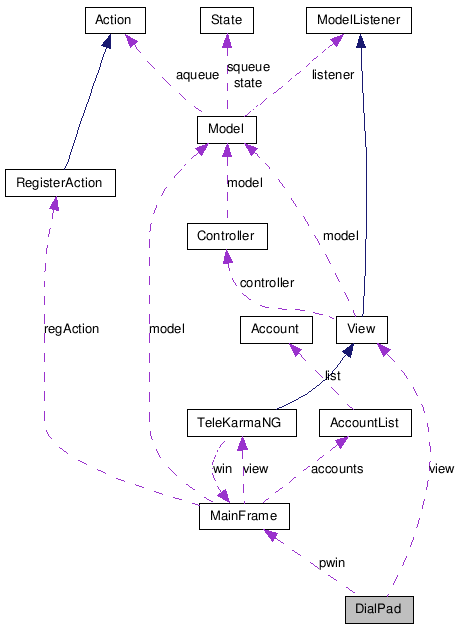 Action
State
ModelListener
aqueue
squeue
state
listener
Model
RegisterAction
model
Controller
model
controller
Account
View
regAction
model
list
TeleKarmaNG
AccountList
win
view
accounts
view
MainFrame
pwin
DialPad